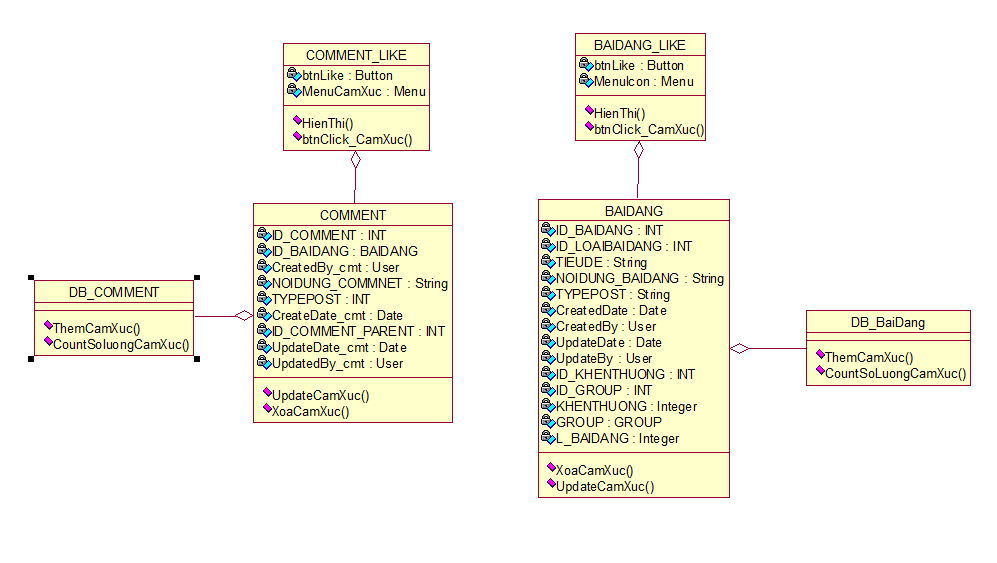 COMMENT_LIKE
btnLike : Button
MenuCamXuc : Menu
HienThi()
btnClick_CamXuc()
BAIDANG_LIKE
btnLike : Button
MenuIcon : Menu
HienThi()
btnClick_CamXuc()
COMMENT
ID_COMMENT : INT
ID_BAIDANG : BAIDANG
CreatedBy_cmt : User
NOIDUNG_COMMNET : String
TYPEPOST : INT
CreateDate_cmt : Date
ID_COMMENT_PARENT : INT
UpdateDate_cmt : Date
UpdatedBy_cmt : User
UpdateCamXuc()
XoaCamXuc()
BAIDANG
ID_BAIDANG : INT
ID_LOAIBAIDANG : INT
TIEUDE : String
NOIDUNG_BAIDANG : String
TYPEPOST : String
CreatedDate : Date
CreatedBy : User
UpdateDate : Date
UpdateBy : User
ID_KHENTHUONG : INT
ID_GROUP : INT
KHENTHUONG : Integer
GROUP : GROUP
L_BAIDANG : Integer
XoaCamXuc()
UpdateCamXuc()
DB_COMMENT
ThemCamXuc()
CountSoluongCamXuc()
DB_BaiDang
ThemCamXuc()
CountSoLuongCamXuc()